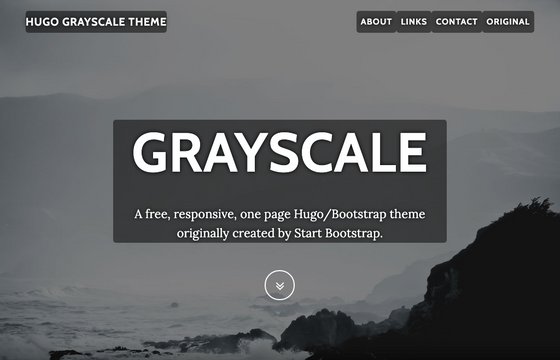 HUGO GRAYSCALE THEME
ABOUT LINKS CONTACT ORIGINAL
GRAYSCALE
A free, responsive, one page Hugo/Bootstrap theme
originally created by Start Bootstrap.